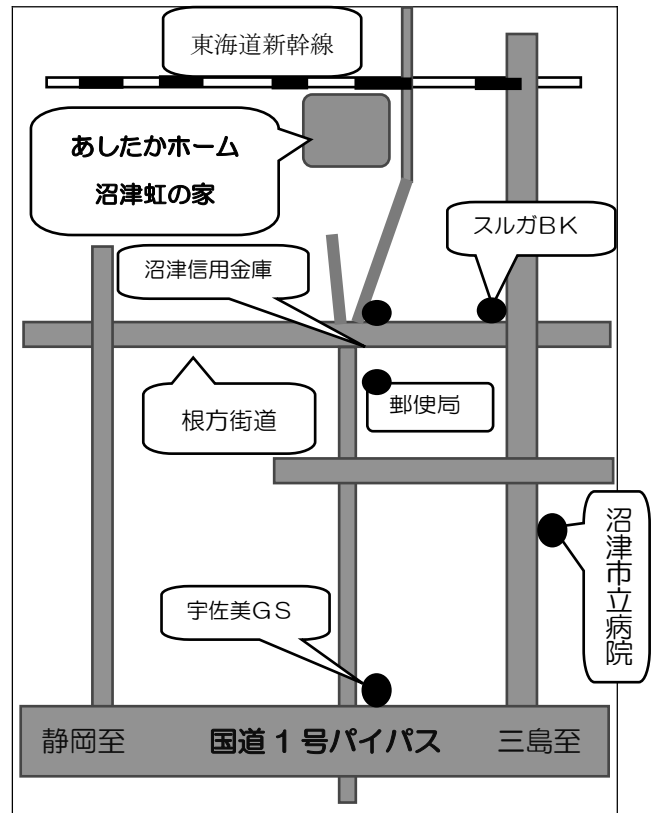 東海道新幹線
あしたかホーム
沼津虹の家
スルガBK
沼津信用金庫
根方街道
郵便局
沼津市立病院
宇佐美GS
静岡至
国道1号パイパス
三島至